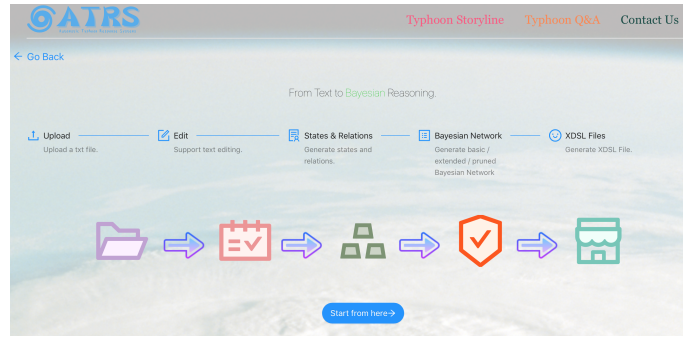 ATRS
Typhoon Storyline
Typhoon Q&A
Contact Us
Go Back
From Text to Bayesian Reasoning.
Upload
Upload a txt file.
Edit
Support text editing.
States & Relations
Generate states and
relations.
Bayesian Network
Generate basic /
extended / pruned
Bayesian Network
XDSL Files
Generate XDSL File.
Start from here